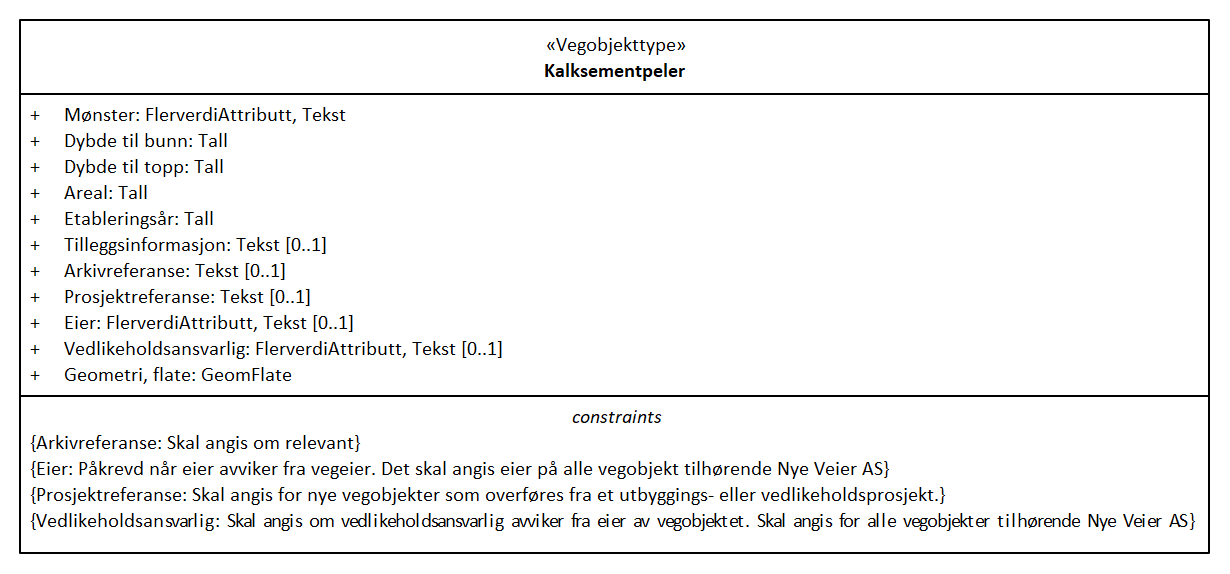 «Vegobjekttype»
Kalksementpeler
+ Mønster: FlerverdiAttributt, Tekst
+ Dybde til bunn: Tall
+ Dybde til topp: Tall
+ Areal: Tall
+ Etableringsår: Tall
+ Tilleggsinformasjon: Tekst [0..1]
+ Arkivreferanse: Tekst [0..1]
+ Prosjektreferanse: Tekst [0..1]
+ Eier: FlerverdiAttributt, Tekst [0..1]
+ Vedlikeholdsansvarlig: FlerverdiAttributt, Tekst [0..1]
+ Geometri, flate: GeomFlate
constraints
{Arkivreferanse: Skal angis om relevant}
{Eier: Påkrevd når eier avviker fra vegeier. Det skal angis eier på alle vegobjekt tilhørende Nye Veier AS}
{Prosjektreferanse: Skal angis for nye vegobjekter som overføres fra et utbyggings- eller vedlikeholdsprosjekt.}
{Vedlikeholdsansvarlig: Skal angis om vedlikeholdsansvarlig avviker fra eier av vegobjektet. Skal angis for alle vegobjekter tilhørende Nye Veier AS}